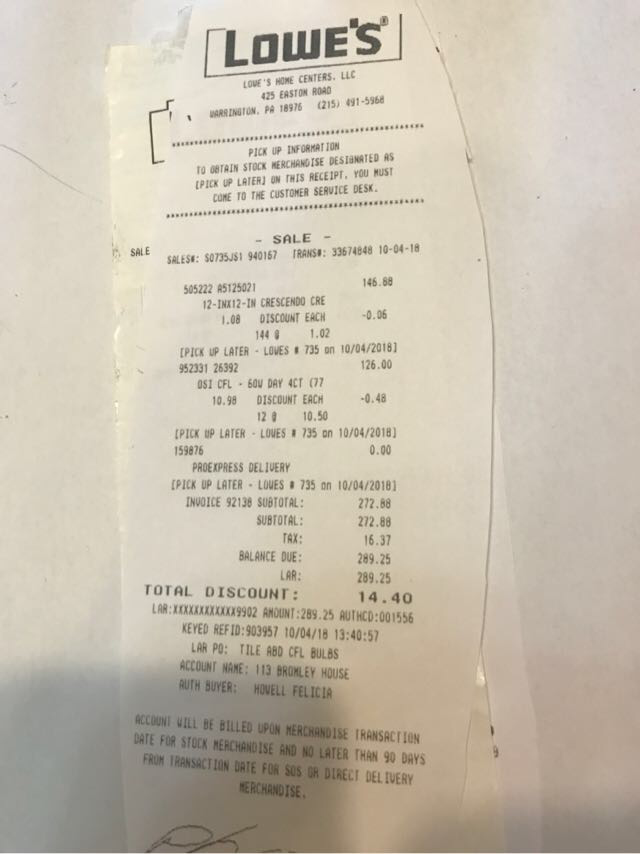 LOWE'S®
LOWE'S HOME CENTERS, LLC
425 EASTON ROAD
WARRINGTON, PA 18976 (215) 491-5968
PICK UP INFORMATION
TO OBTAIN STOCK MERCHANDISE DESIGNATED AS
[PICK UP LATER] ON THIS RECEIPT, YOU MUST
COME TO THE CUSTOMER SERVICE DESK.
- SALE -
SALE
SALES#: S0735JS1 940167 TRANS#: 33674848 10-04-18
505222 A5125021 146.88
12-INX12-IN CRESCENDO CRE
1.08 DISCOUNT EACH -0.06
144 @ 1.02
[PICK UP LATER - LOWES # 735 on 10/04/2018]
952331 26392 126.00
OSI CFL - 60W DAY 4CT (77
10.98 DISCOUNT EACH -0.48
12 @ 10.50
[PICK UP LATER - LOWES # 735 on 10/04/2018]
159876 0.00
PROEXPRESS DELIVERY
[PICK UP LATER - LOWES # 735 on 10/04/2018]
INVOICE 92138 SUBTOTAL: 272.88
SUBTOTAL: 272.88
TAX: 16.37
BALANCE DUE: 289.25
LAR: 289.25
TOTAL DISCOUNT: 14.40
LAR:XXXXXXXXXXXX9902 AMOUNT:289.25 AUTHCD:001556
KEYED REFID:903957 10/04/18 13:40:57
LAR PO: TILE ABD CFL BULBS
ACCOUNT NAME: 113 BROMLEY HOUSE
AUTH BUYER: HOWELL FELICIA
ACCOUNT WILL BE BILLED UPON MERCHANDISE TRANSACTION
DATE FOR STOCK MERCHANDISE AND NO LATER THAN 90 DAYS
FROM TRANSACTION DATE FOR SOS OR DIRECT DELIVERY
MERCHANDISE.